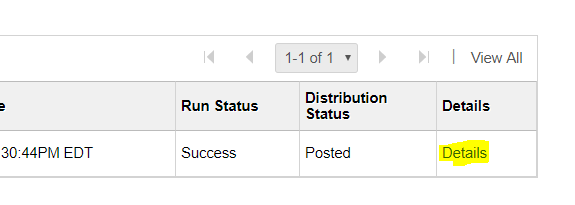 1-1 of 1 | View All
e Run Status Distribution Status Details
30:44PM EDT Success Posted Details